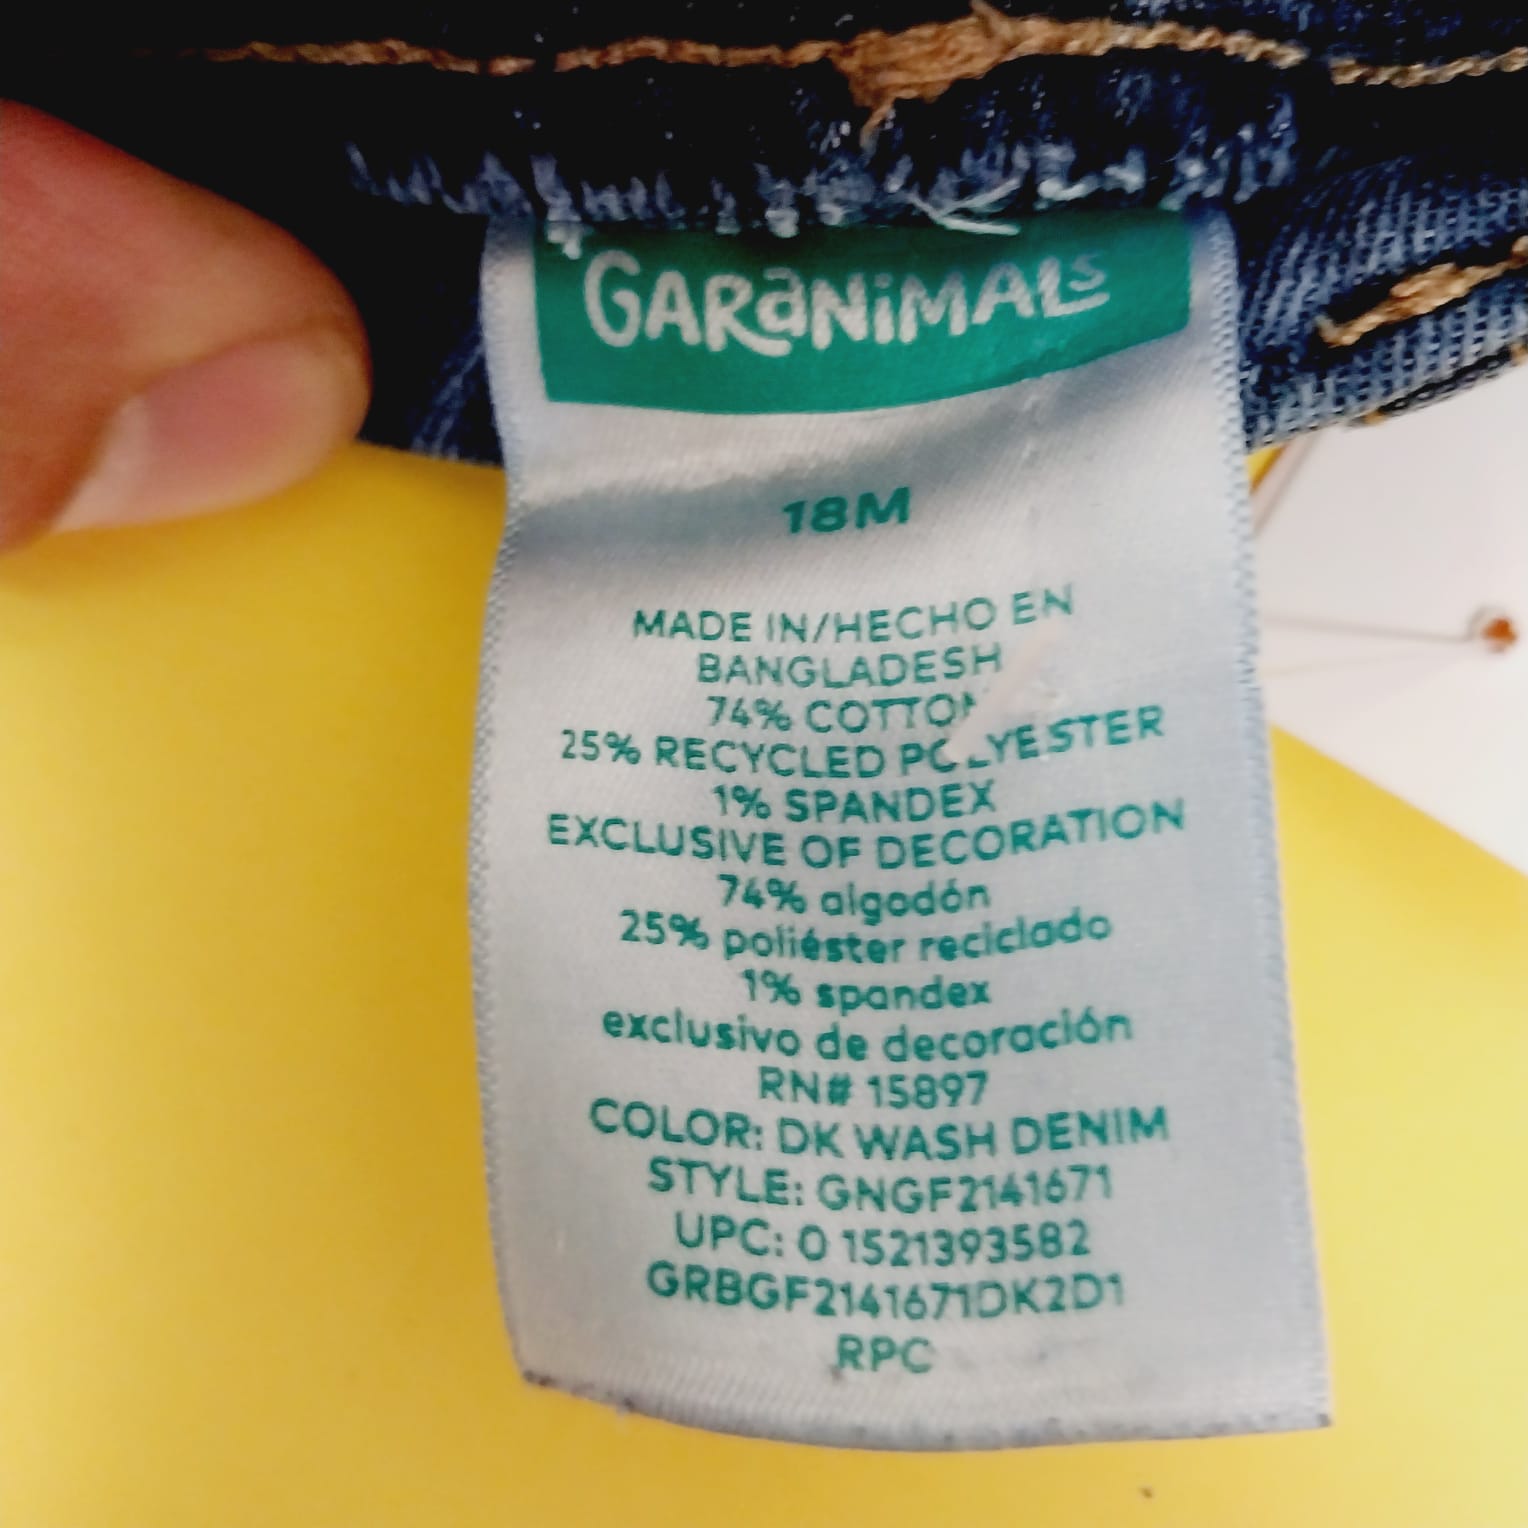 GARANIMALS
18M
MADE IN/HECHO EN
BANGLADESH
74% COTTON
25% RECYCLED POLYESTER
1% SPANDEX
EXCLUSIVE OF DECORATION
74% algodón
25% poliéster reciclado
1% spandex
exclusivo de decoración
RN# 15897
COLOR: DK WASH DENIM
STYLE: GNGF2141671
UPC: 0 1521393582
GRBGF2141671DK2D1
RPC